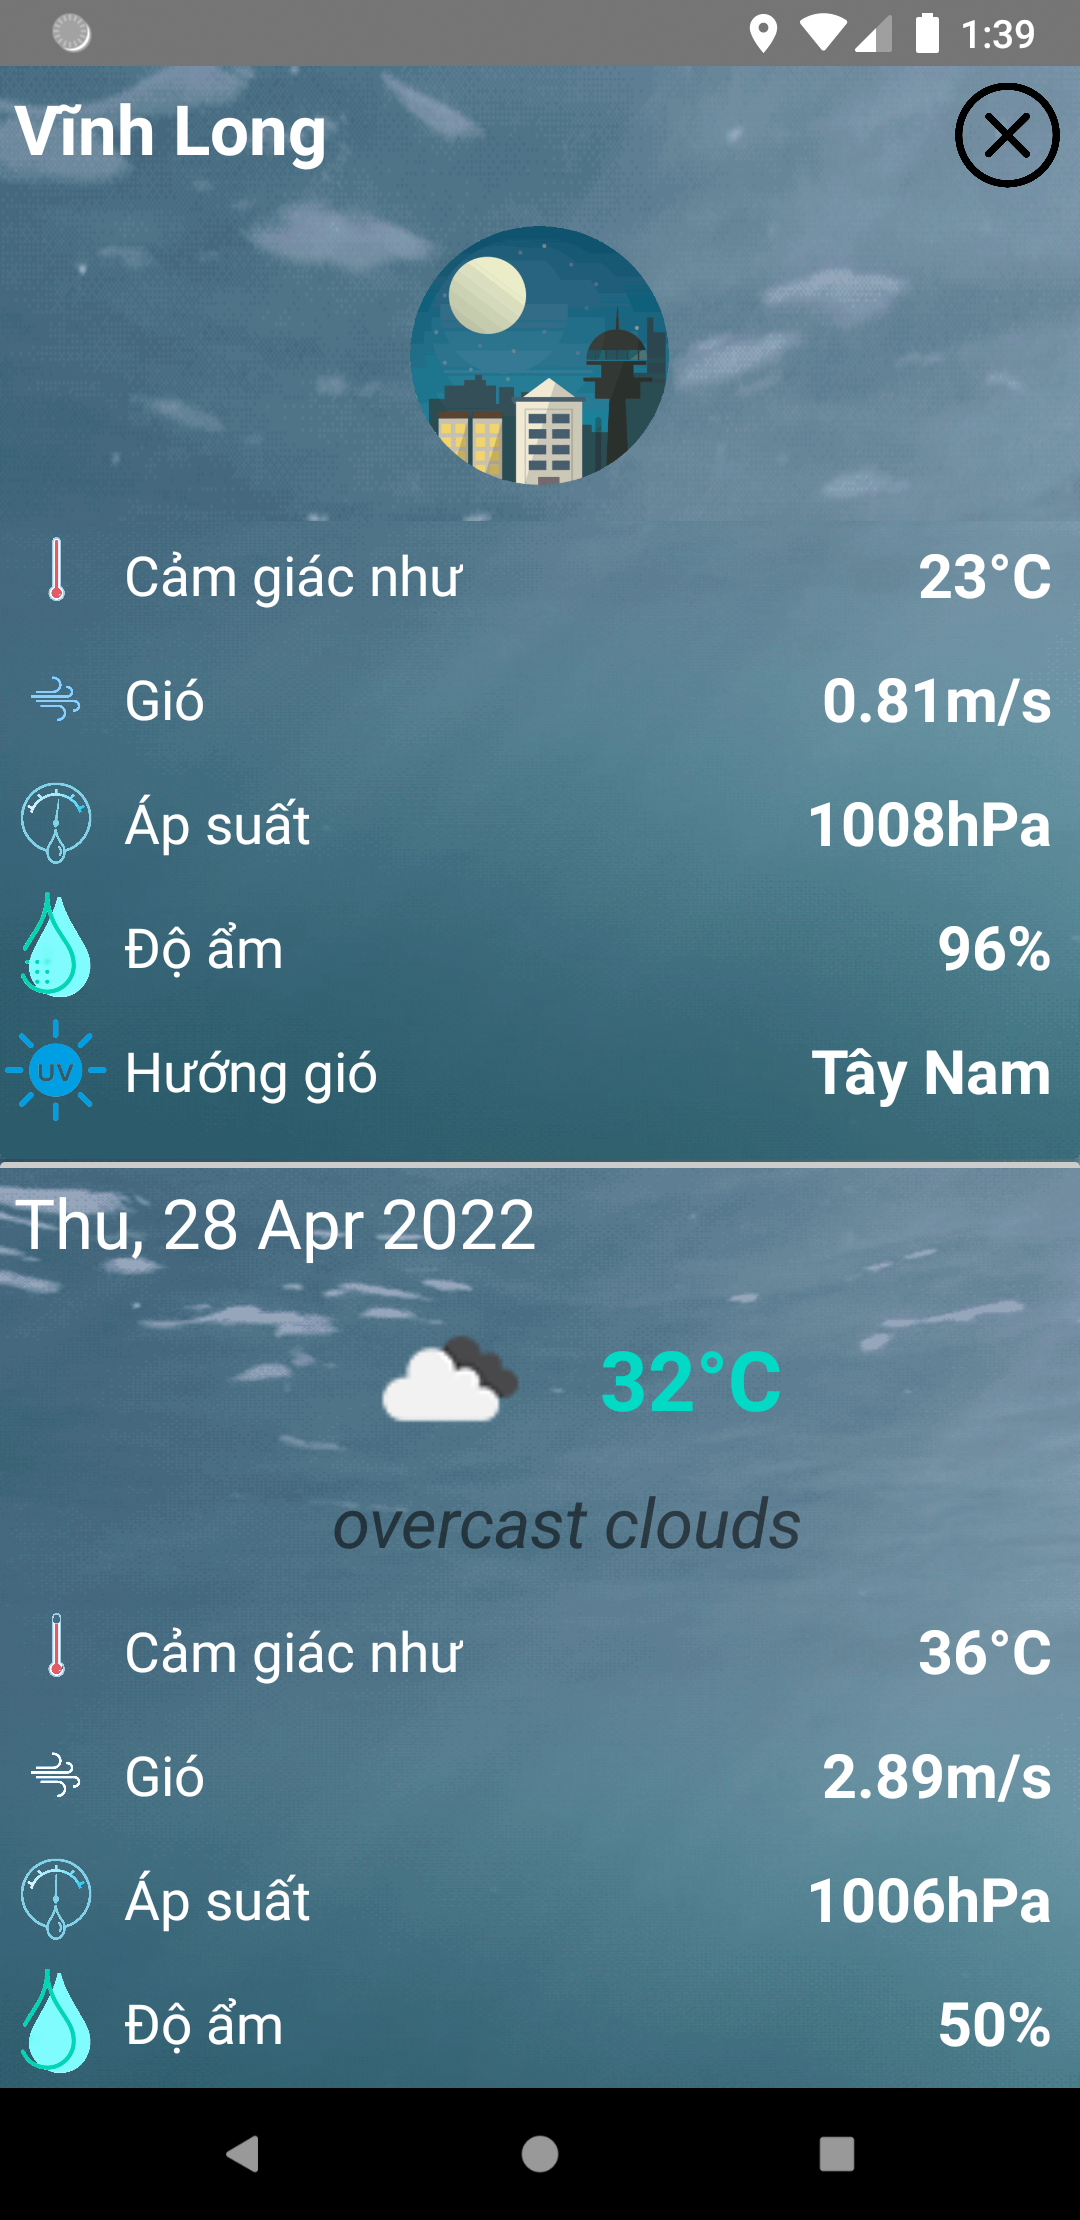 1:39
Vĩnh Long
Cảm giác như 23°C
Gió 0.81m/s
Áp suất 1008hPa
Độ ẩm 96%
UV Hướng gió Tây Nam
Thu, 28 Apr 2022
32°C
overcast clouds
Cảm giác như 36°C
Gió 2.89m/s
Áp suất 1006hPa
Độ ẩm 50%